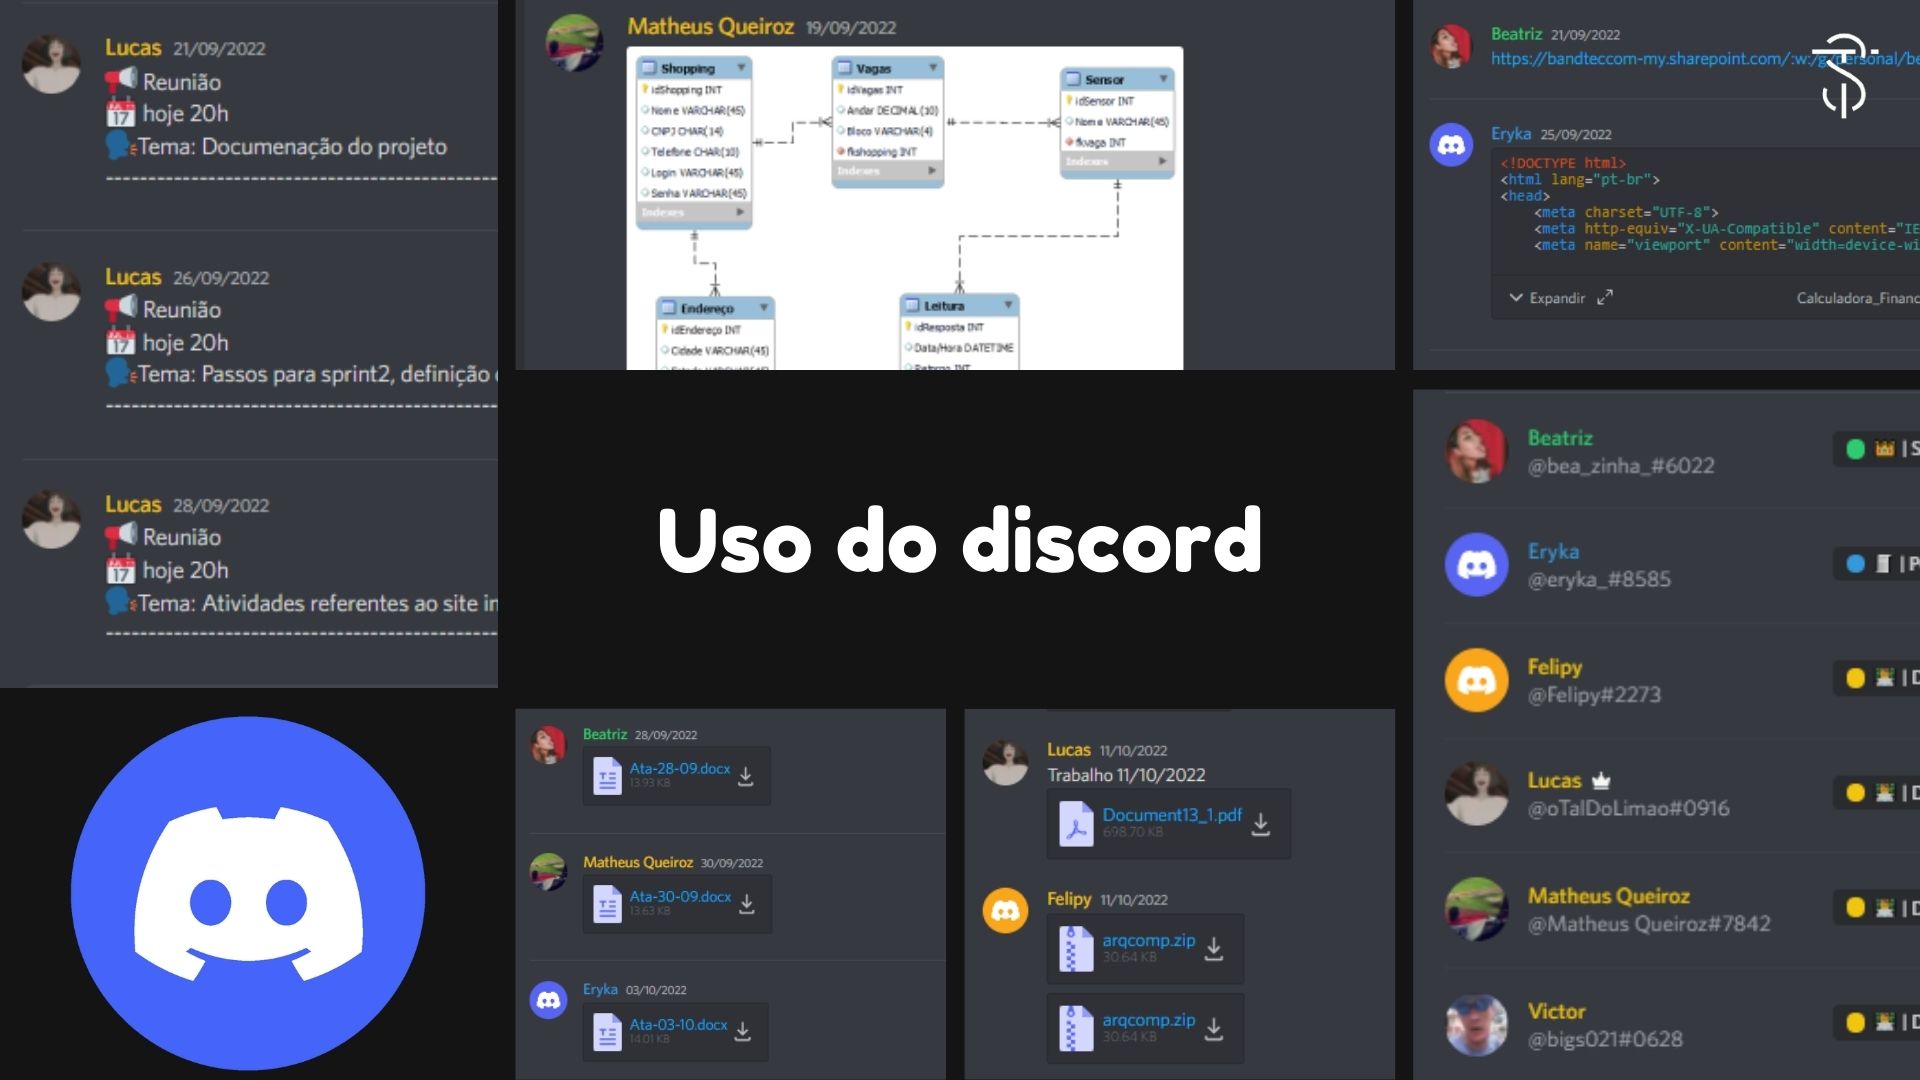 Lucas 21/09/2022
Reunião
hoje 20h
Tema: Documenação do projeto
Lucas 26/09/2022
Reunião
hoje 20h
Tema: Passos para sprint2, definição
Lucas 28/09/2022
Reunião
hoje 20h
Tema: Atividades referentes ao site in
Matheus Queiroz 19/09/2022
Shopping
idShopping INT
Nome VARCHAR(45)
CNPJ CHAR(14)
Telefone CHAR(10)
Login VARCHAR(45)
Senha VARCHAR(45)
Indexes
Vagas
idVagas INT
Andar DECIMAL(10)
Bloco VARCHAR(4)
fkshopping INT
Indexes
Sensor
idSensor INT
Nome VARCHAR(45)
fkvaga INT
Indexes
Endereço
idEndereço INT
Cidade VARCHAR(45)
Leitura
idResposta INT
Data/Hora DATETIME
Retorno INT
Beatriz 21/09/2022
https://bandteccom-my.sharepoint.com/:w:/g/personal/be
Eryka 25/09/2022
<!DOCTYPE html>
<html lang="pt-br">
<head>
<meta charset="UTF-8">
<meta http-equiv="X-UA-Compatible" content="IE
<meta name="viewport" content="width=device-wi
Expandir
Calculadora_Financ
Uso do discord
Beatriz
@bea_zinha_#6022
| S
Eryka
@eryka_#8585
| P
Felipy
@Felipy#2273
| D
Lucas
@oTalDoLimao#0916
| D
Matheus Queiroz
@Matheus Queiroz#7842
| D
Victor
@bigs021#0628
| D
Beatriz 28/09/2022
Ata-28-09.docx
13.93 KB
Matheus Queiroz 30/09/2022
Ata-30-09.docx
13.63 KB
Eryka 03/10/2022
Ata-03-10.docx
14.01 KB
Lucas 11/10/2022
Trabalho 11/10/2022
Document13_1.pdf
698.70 KB
Felipy 11/10/2022
arqcomp.zip
30.64 KB
arqcomp.zip
30.64 KB